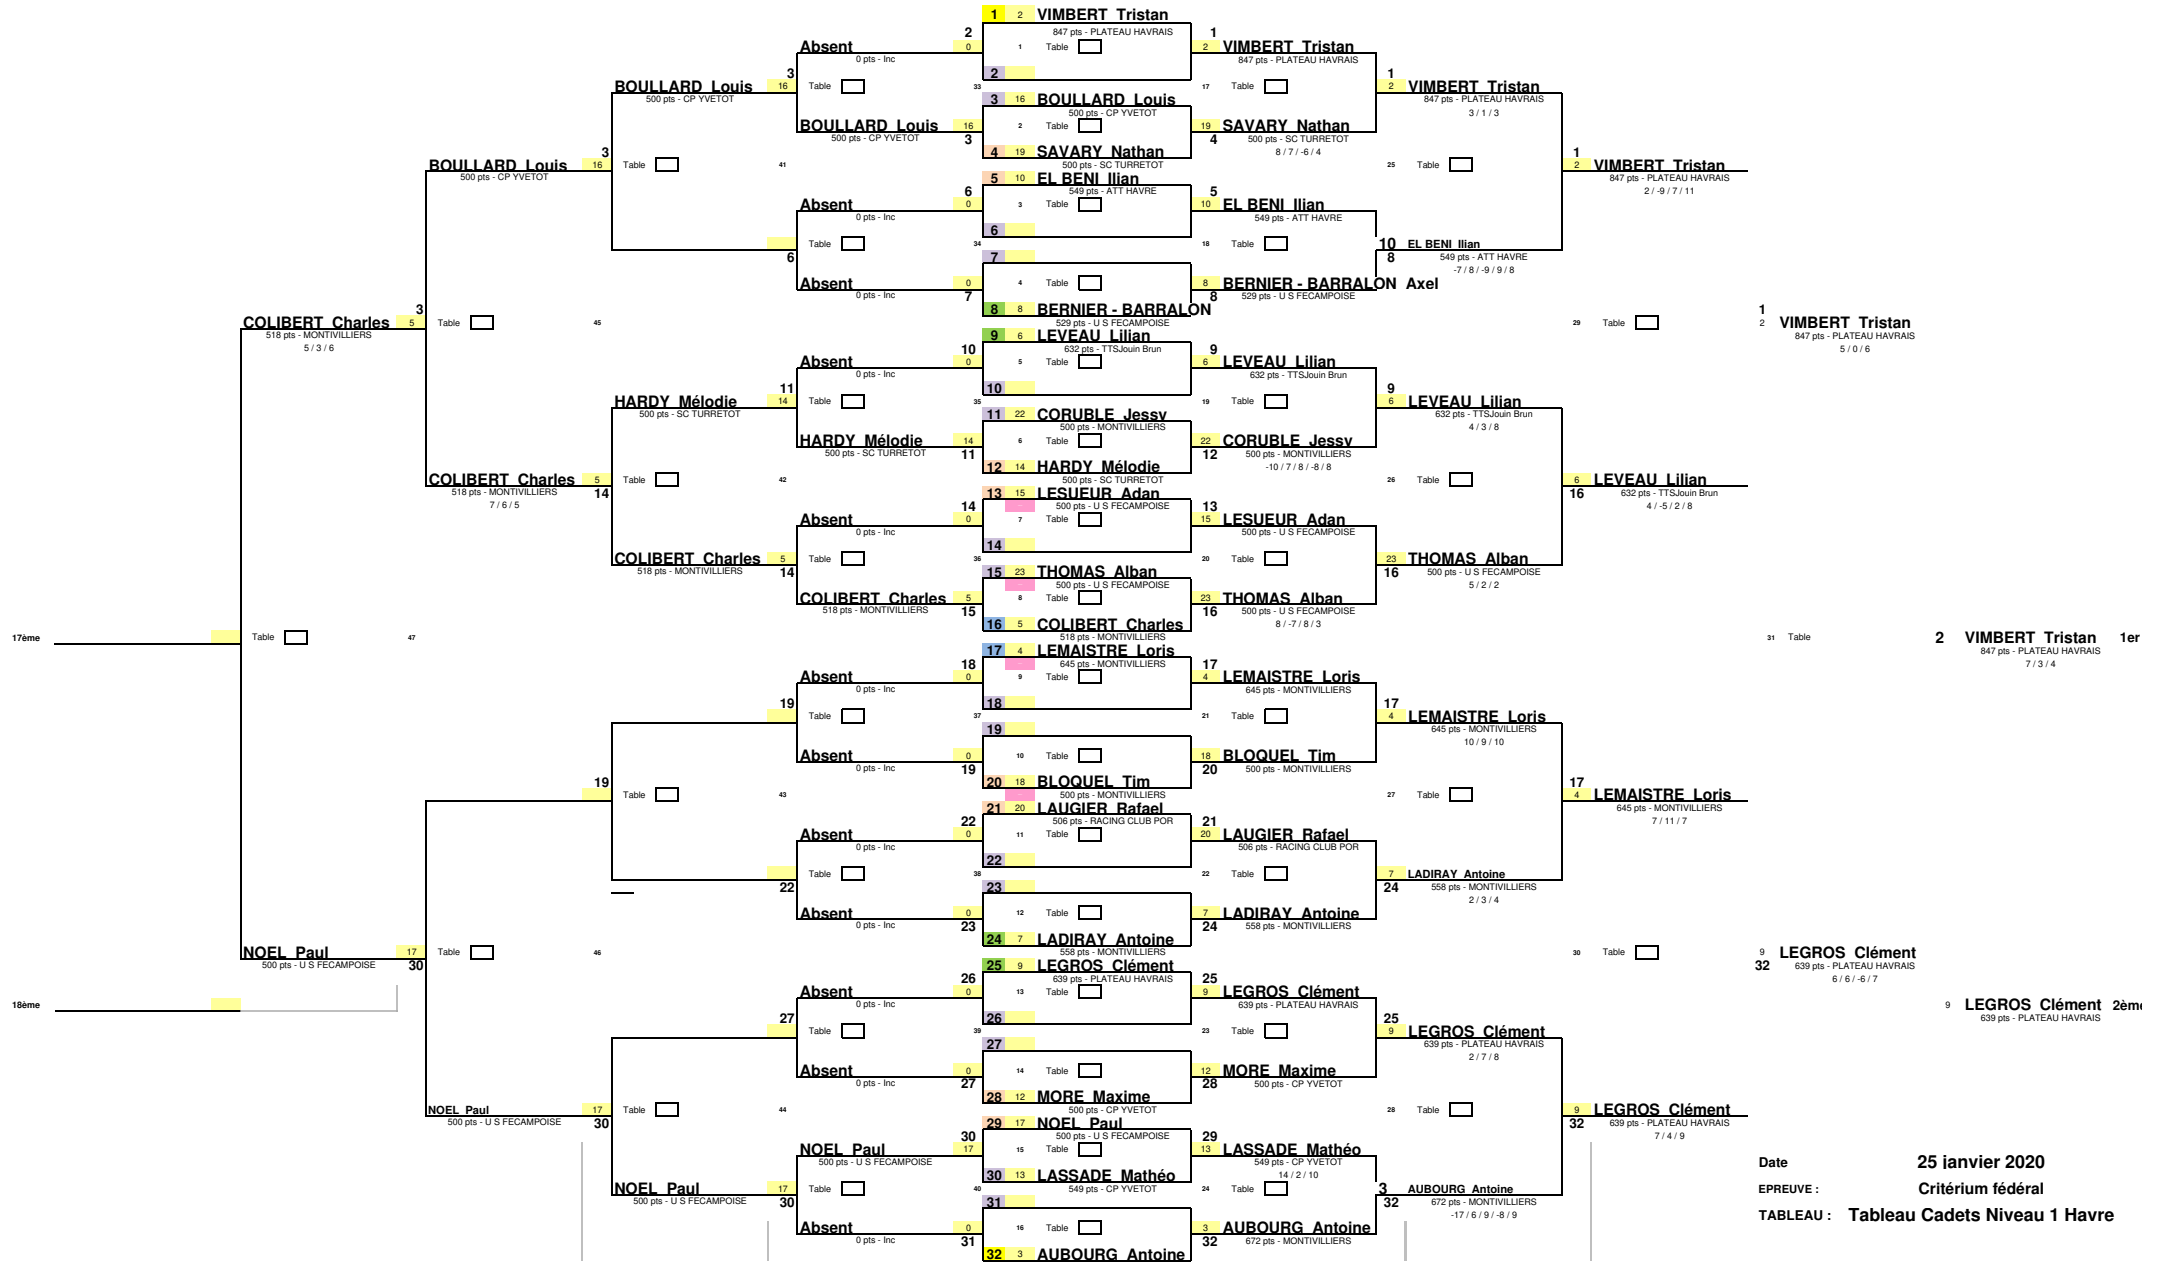 1 2 VIMBERT Tristan
2 847 pts - PLATEAU HAVRAIS 1
Absent 0 1 Table 2 VIMBERT Tristan
0 pts - Inc 847 pts - PLATEAU HAVRAIS
3 2 1
BOULLARD Louis 16 Table 33 17 Table 2 VIMBERT Tristan
500 pts - CP YVETOT 3 16 BOULLARD Louis 847 pts - PLATEAU HAVRAIS
500 pts - CP YVETOT 3 / 1 / 3
BOULLARD Louis 16 2 Table 19 SAVARY Nathan
500 pts - CP YVETOT 3 500 pts - SC TURRETOT 4
3 4 19 SAVARY Nathan 8 / 7 / -6 / 4 1
BOULLARD Louis 16 Table 41 500 pts - SC TURRETOT 25 Table 2 VIMBERT Tristan
500 pts - CP YVETOT 5 10 EL BENI Ilian 847 pts - PLATEAU HAVRAIS
6 549 pts - ATT HAVRE 5 2 / -9 / 7 / 11
Absent 0 3 Table 10 EL BENI Ilian
0 pts - Inc 549 pts - ATT HAVRE
6
Table 34 18 Table 10 EL BENI Ilian
6 7 8 549 pts - ATT HAVRE
-7 / 8 / -9 / 9 / 8
Absent 0 4 Table 8 BERNIER - BARRALON Axel
0 pts - Inc 7 8 529 pts - U S FECAMPOISE
3 8 8 BERNIER - BARRALON 1
COLIBERT Charles 5 Table 45 529 pts - U S FECAMPOISE 29 Table 2 VIMBERT Tristan
518 pts - MONTIVILLIERS 9 6 LEVEAU Lilian 847 pts - PLATEAU HAVRAIS
5 / 3 / 6 10 632 pts - TTSJouin Brun 9 5 / 0 / 6
Absent 0 5 Table 6 LEVEAU Lilian
0 pts - Inc 632 pts - TTSJouin Brun
11 10 9
HARDY Mélodie 14 Table 35 19 Table 6 LEVEAU Lilian
500 pts - SC TURRETOT 11 22 CORUBLE Jessy 632 pts - TTSJouin Brun
500 pts - MONTIVILLIERS 4 / 3 / 8
HARDY Mélodie 14 6 Table 22 CORUBLE Jessy
500 pts - SC TURRETOT 11 12 500 pts - MONTIVILLIERS
12 14 HARDY Mélodie -10 / 7 / 8 / -8 / 8
COLIBERT Charles 5 Table 42 500 pts - SC TURRETOT 26 Table 6 LEVEAU Lilian
518 pts - MONTIVILLIERS 14 13 15 LESUEUR Adan 16 632 pts - TTSJouin Brun
7 / 6 / 5 14 500 pts - U S FECAMPOISE 13 4 / -5 / 2 / 8
Absent 0 7 Table 15 LESUEUR Adan
0 pts - Inc 500 pts - U S FECAMPOISE
14
COLIBERT Charles 5 Table 36 20 Table 23 THOMAS Alban
518 pts - MONTIVILLIERS 14 15 23 THOMAS Alban 16 500 pts - U S FECAMPOISE
500 pts - U S FECAMPOISE 5 / 2 / 2
COLIBERT Charles 5 8 Table 23 THOMAS Alban
518 pts - MONTIVILLIERS 15 16 500 pts - U S FECAMPOISE
16 5 COLIBERT Charles 8 / -7 / 8 / 3
17ème Table 47 518 pts - MONTIVILLIERS 31 Table 2 VIMBERT Tristan 1er
17 4 LEMAISTRE Loris 847 pts - PLATEAU HAVRAIS
18 645 pts - MONTIVILLIERS 17 7 / 3 / 4
Absent 0 9 Table 4 LEMAISTRE Loris
0 pts - Inc 645 pts - MONTIVILLIERS
19 18 17
Table 37 21 Table 4 LEMAISTRE Loris
19 645 pts - MONTIVILLIERS
10 / 9 / 10
Absent 0 10 Table 18 BLOQUEL Tim
0 pts - Inc 19 20 500 pts - MONTIVILLIERS
19 20 18 BLOQUEL Tim 17
Table 43 500 pts - MONTIVILLIERS 27 Table 4 LEMAISTRE Loris
21 20 LAUGIER Rafael 645 pts - MONTIVILLIERS
22 506 pts - RACING CLUB POR 21 7 / 11 / 7
Absent 0 11 Table 20 LAUGIER Rafael
0 pts - Inc 506 pts - RACING CLUB POR
22
Table 38 22 Table 7 LADIRAY Antoine
22 23 24 558 pts - MONTIVILLIERS
2 / 3 / 4
Absent 0 12 Table 7 LADIRAY Antoine
0 pts - Inc 23 24 558 pts - MONTIVILLIERS
24 7 LADIRAY Antoine
NOEL Paul 17 Table 46 558 pts - MONTIVILLIERS 30 Table 9 LEGROS Clément
500 pts - U S FECAMPOISE 30 25 9 LEGROS Clément 32 639 pts - PLATEAU HAVRAIS
26 639 pts - PLATEAU HAVRAIS 25 6 / 6 / -6 / 7
Absent 0 13 Table 9 LEGROS Clément
18ème 0 pts - Inc 639 pts - PLATEAU HAVRAIS 9 LEGROS Clément 2èm
27 26 25 639 pts - PLATEAU HAVRAIS
Table 39 23 Table 9 LEGROS Clément
27 639 pts - PLATEAU HAVRAIS
2 / 7 / 8
Absent 0 14 Table 12 MORE Maxime
0 pts - Inc 27 28 500 pts - CP YVETOT
28 12 MORE Maxime
NOEL Paul 17 Table 44 500 pts - CP YVETOT 28 Table 9 LEGROS Clément
500 pts - U S FECAMPOISE 30 29 17 NOEL Paul 32 639 pts - PLATEAU HAVRAIS
30 500 pts - U S FECAMPOISE 29 7 / 4 / 9
NOEL Paul 17 15 Table 13 LASSADE Mathéo
500 pts - U S FECAMPOISE 549 pts - CP YVETOT
Date 25 janvier 2020
30 13 LASSADE Mathéo 14 / 2 / 10
NOEL Paul 17 Table 40 549 pts - CP YVETOT 24 Table 3 AUBOURG Antoine
EPREUVE : Critérium fédéral
500 pts - U S FECAMPOISE 30 31 32 672 pts - MONTIVILLIERS
-17 / 6 / 9 / -8 / 9
TABLEAU : Tableau Cadets Niveau 1 Havre
Absent 0 16 Table 3 AUBOURG Antoine
0 pts - Inc 31 32 672 pts - MONTIVILLIERS
32 3 AUBOURG Antoine